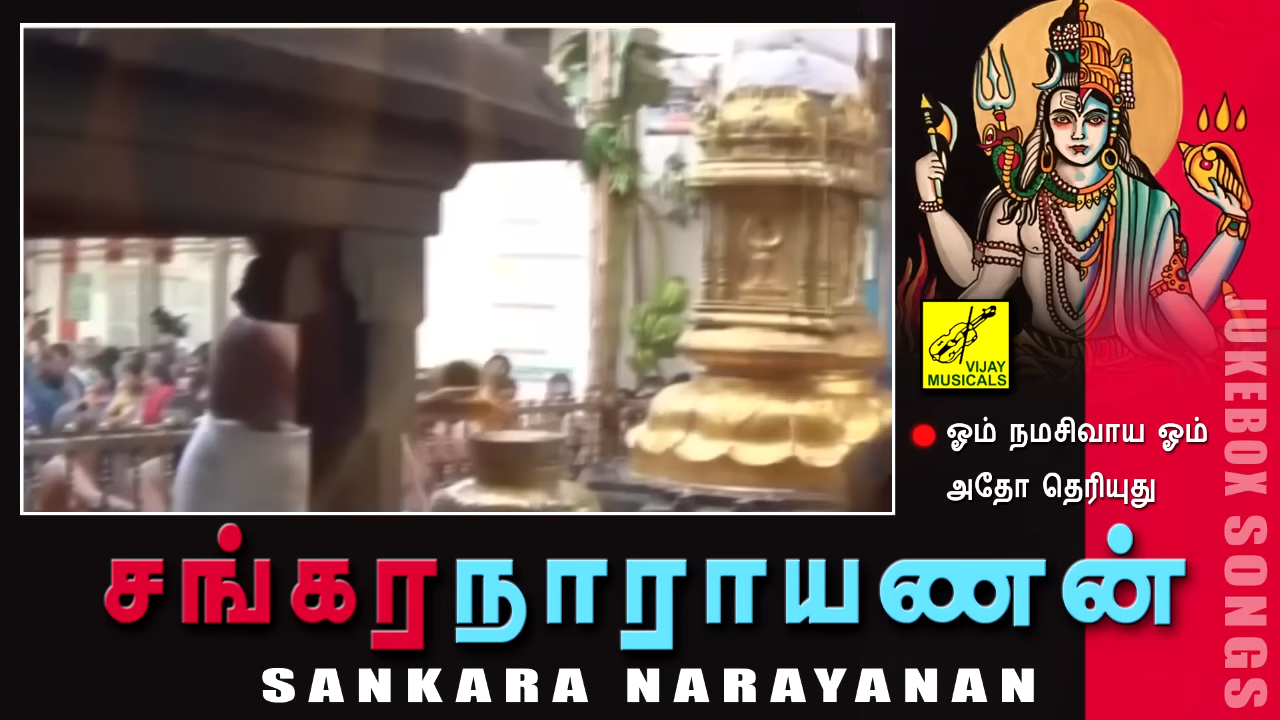 VIJAY
MUSICALS
ஓம் நமசிவாய ஓம்
அதோ தெரியுது
சங்கரநாராயணன்
SANKARA NARAYANAN
JUKEBOX SONGS